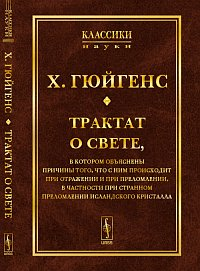 КЛАССИКИ
науки
Х. ГЮЙГЕНС
ТРАКТАТ
О СВЕТЕ,
В КОТОРОМ ОБЪЯСНЕНЫ
ПРИЧИНЫ ТОГО, ЧТО С НИМ ПРОИСХОДИТ
ПРИ ОТРАЖЕНИИ И ПРИ ПРЕЛОМЛЕНИИ,
В ЧАСТНОСТИ ПРИ СТРАННОМ
ПРЕЛОМЛЕНИИ ИСЛАНДСКОГО КРИСТАЛЛА
URSS
Х. ГЮЙГЕНС • ТРАКТАТ О СВЕТЕ